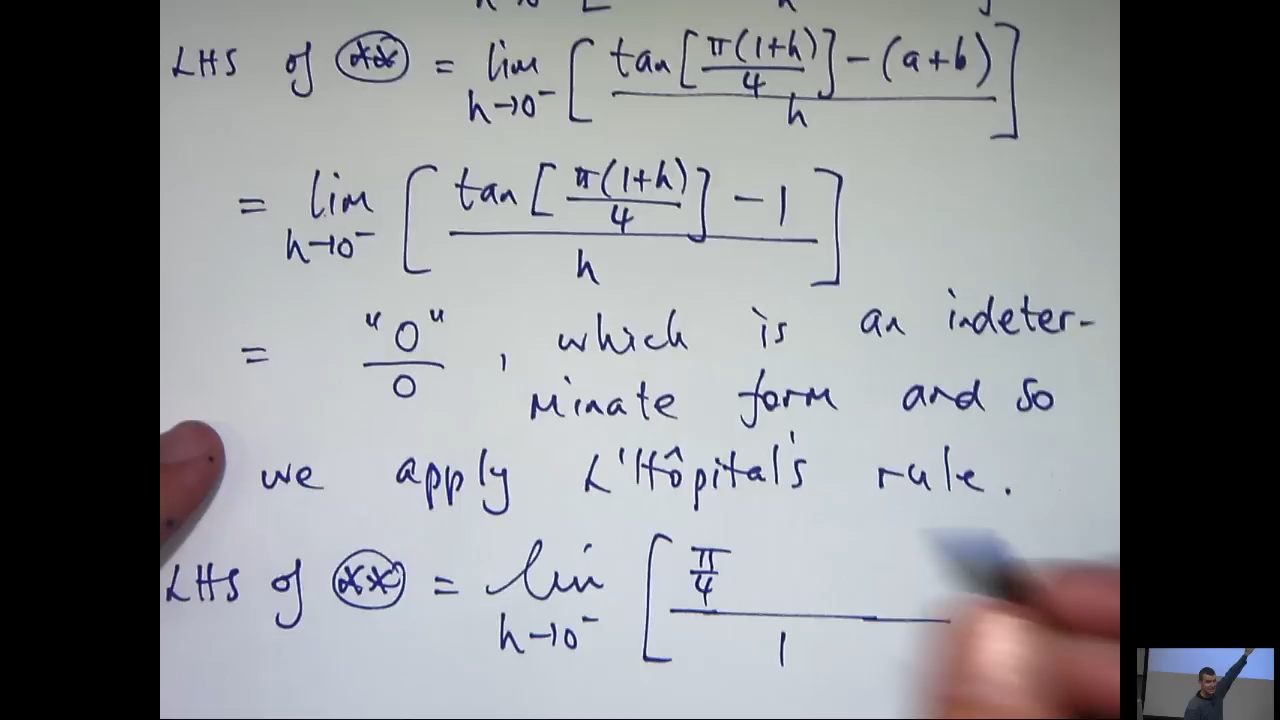 LHS of (**) = lim h→0⁻ [ (tan[π(1+h)/4] - (a+b)) / h ]
= lim h→0⁻ [ (tan[π(1+h)/4] - 1) / h ]
= "0"/0 , which is an indeter-
minate form and so
we apply L'Hôpital's rule.
LHS of (**) = lim h→0⁻ [ π/4 / 1